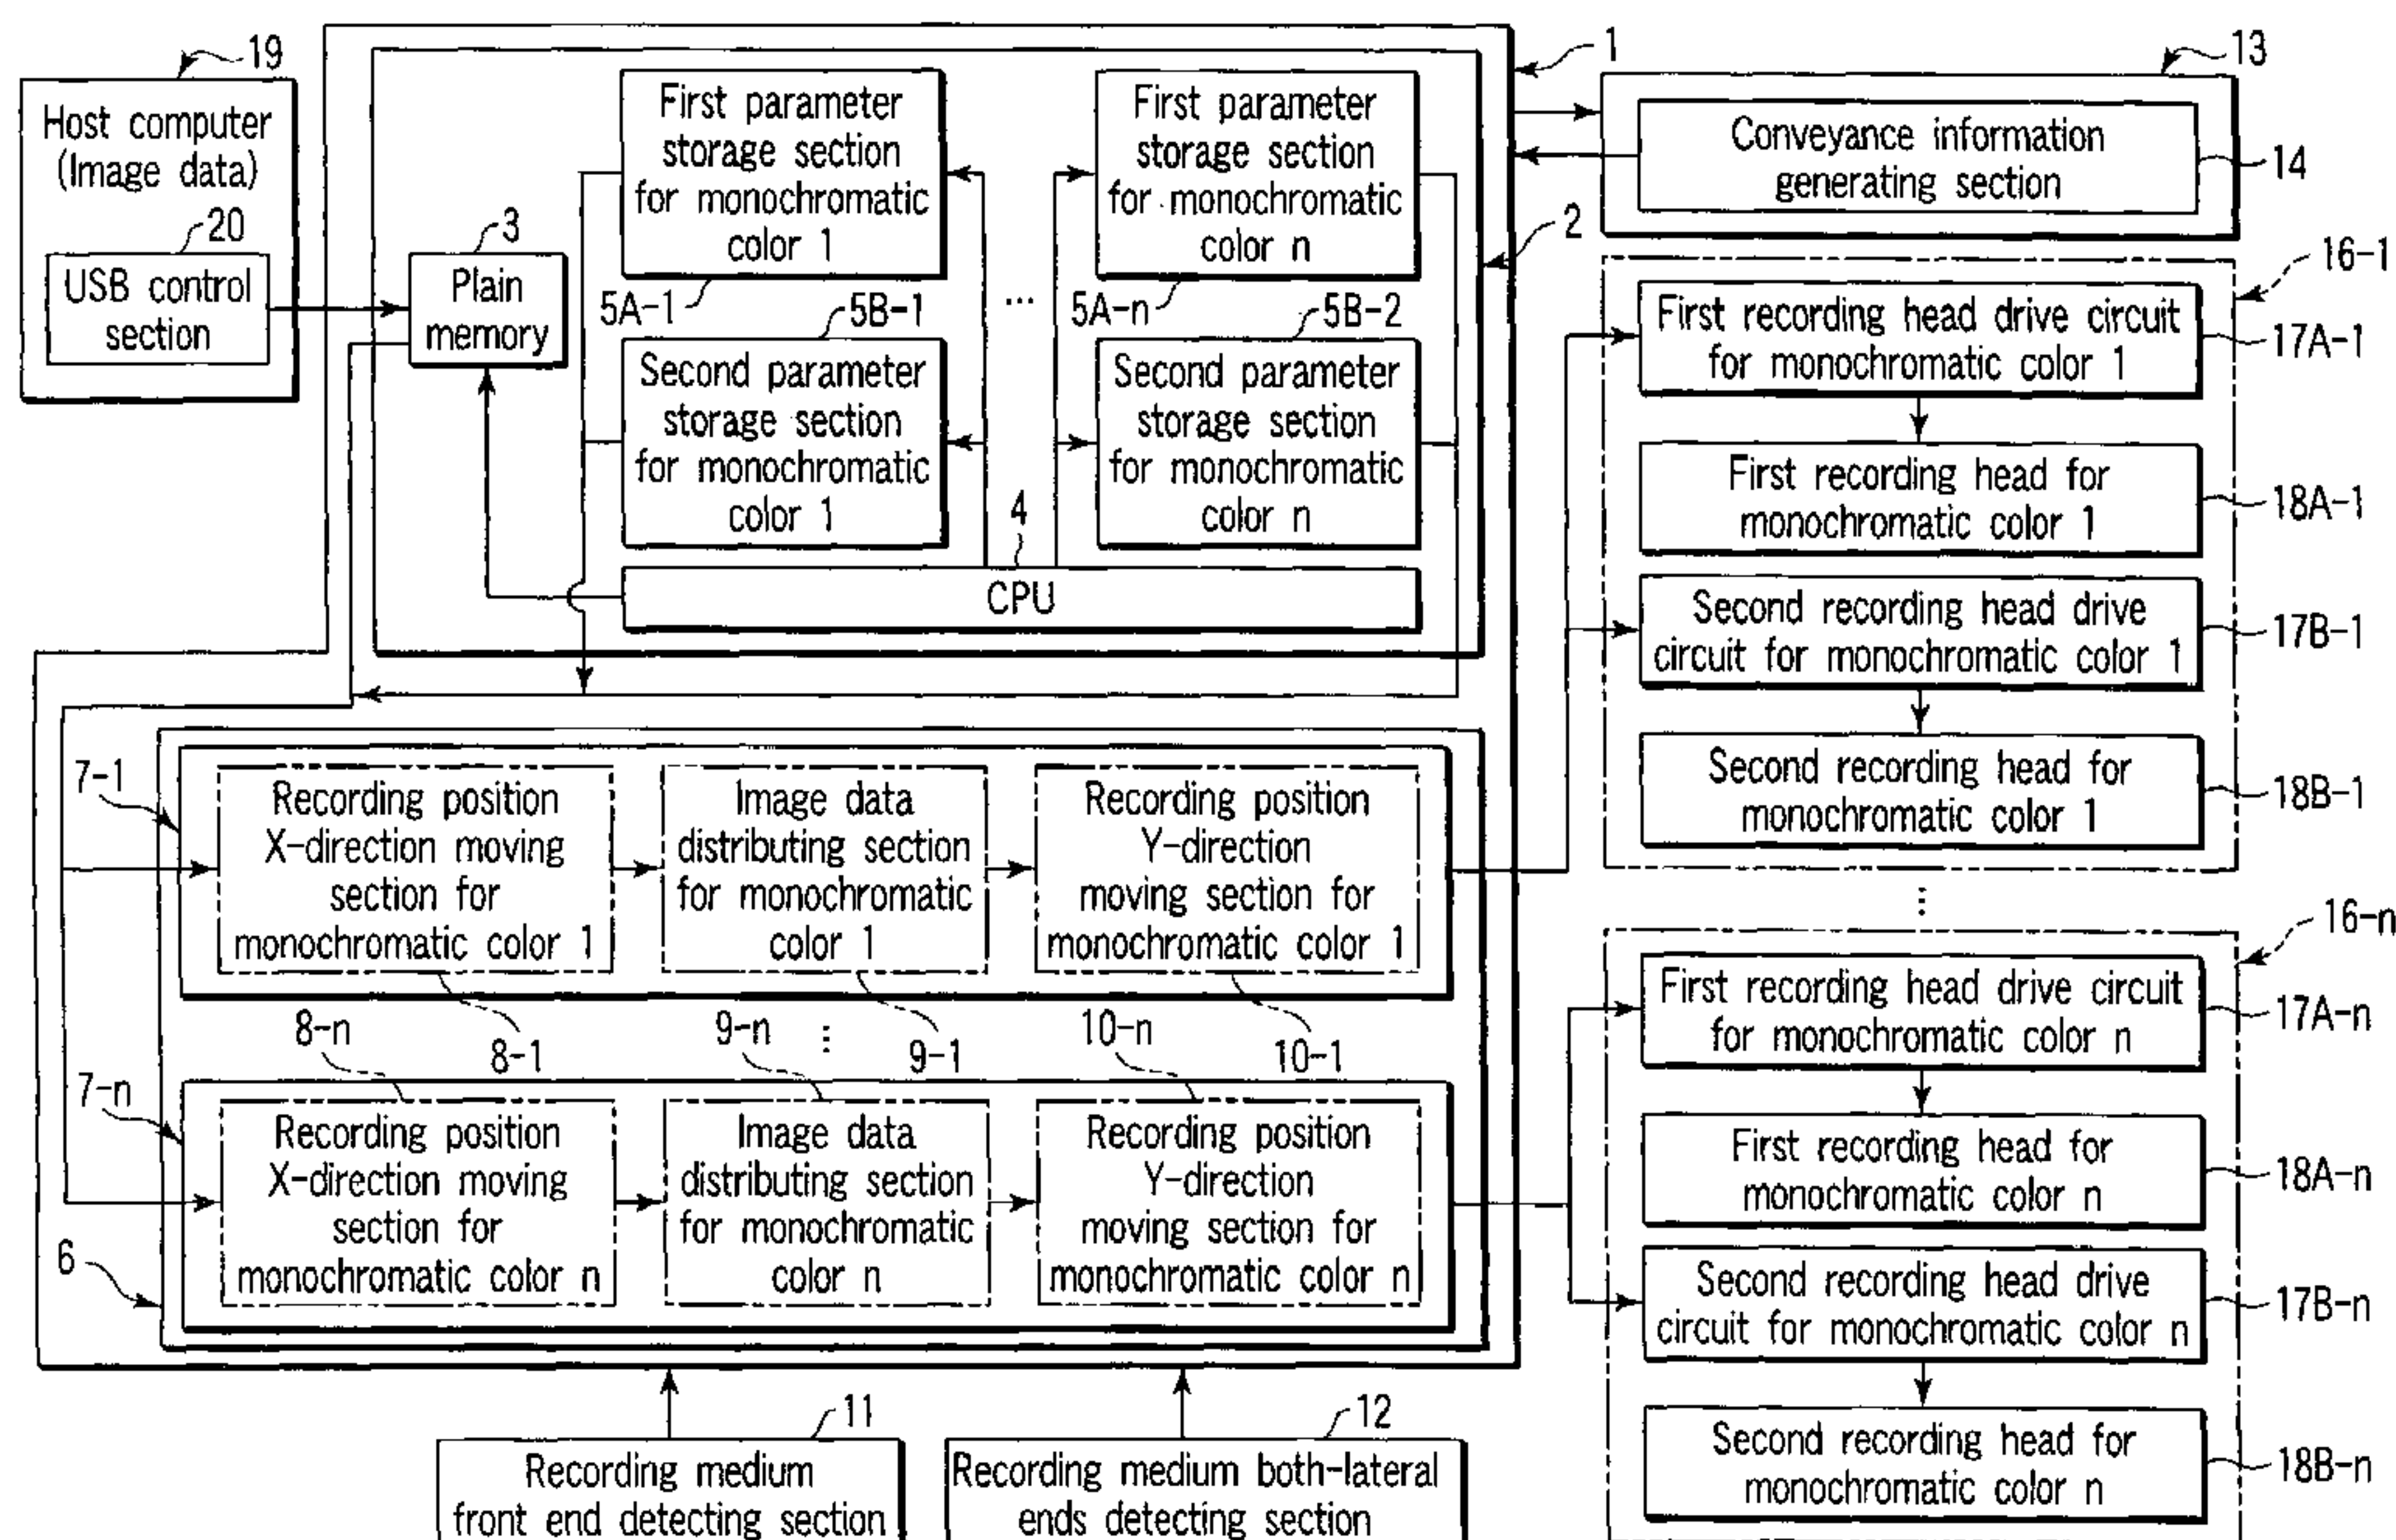 19
Host computer
(Image data)
20
USB control
section
3
Plain
memory
First parameter
storage section
for monochromatic
color 1
5A-1
5B-1
Second parameter
storage section
for monochromatic
color 1
...
First parameter
storage section
for monochromatic
color n
5A-n
5B-2
Second parameter
storage section
for monochromatic
color n
4
CPU
1
2
13
Conveyance information
generating section
14
16-1
First recording head drive circuit
for monochromatic color 1
17A-1
First recording head for
monochromatic color 1
18A-1
Second recording head drive
circuit for monochromatic color 1
17B-1
Second recording head for
monochromatic color 1
18B-1
7-1
Recording position
X-direction moving
section for
monochromatic color 1
Image data
distributing section
for monochromatic
color 1
Recording position
Y-direction
moving section for
monochromatic color 1
8-n
8-1
9-n
...
9-1
10-n
10-1
7-n
Recording position
X-direction moving
section for
monochromatic color n
Image data
distributing section
for monochromatic
color n
Recording position
Y-direction
moving section for
monochromatic color n
6
...
16-n
First recording head drive circuit
for monochromatic color n
17A-n
First recording head for
monochromatic color n
18A-n
Second recording head drive
circuit for monochromatic color n
17B-n
Second recording head for
monochromatic color n
18B-n
11
Recording medium
front end detecting section
12
Recording medium both-lateral
ends detecting section